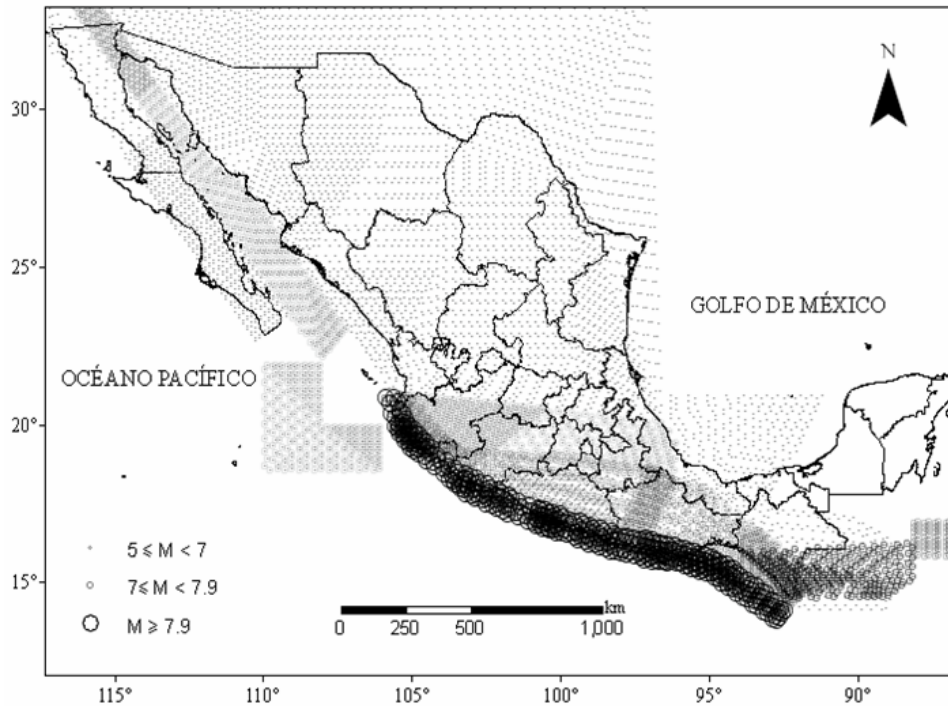 N
30°
25°
GOLFO DE MÉXICO
OCÉANO PACÍFICO
20°
5 ⩽ M < 7
7⩽ M < 7.9
M ⩾ 7.9
15°
km
0 250 500 1,000
115° 110° 105° 100° 95° 90°